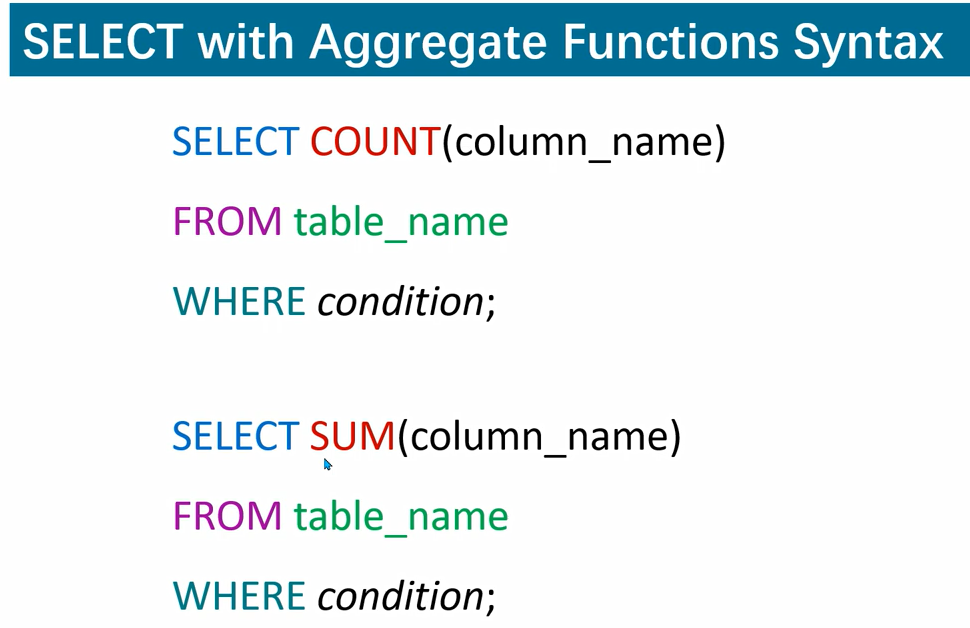 SELECT with Aggregate Functions Syntax
SELECT COUNT(column_name)
FROM table_name
WHERE condition;
SELECT SUM(column_name)
FROM table_name
WHERE condition;